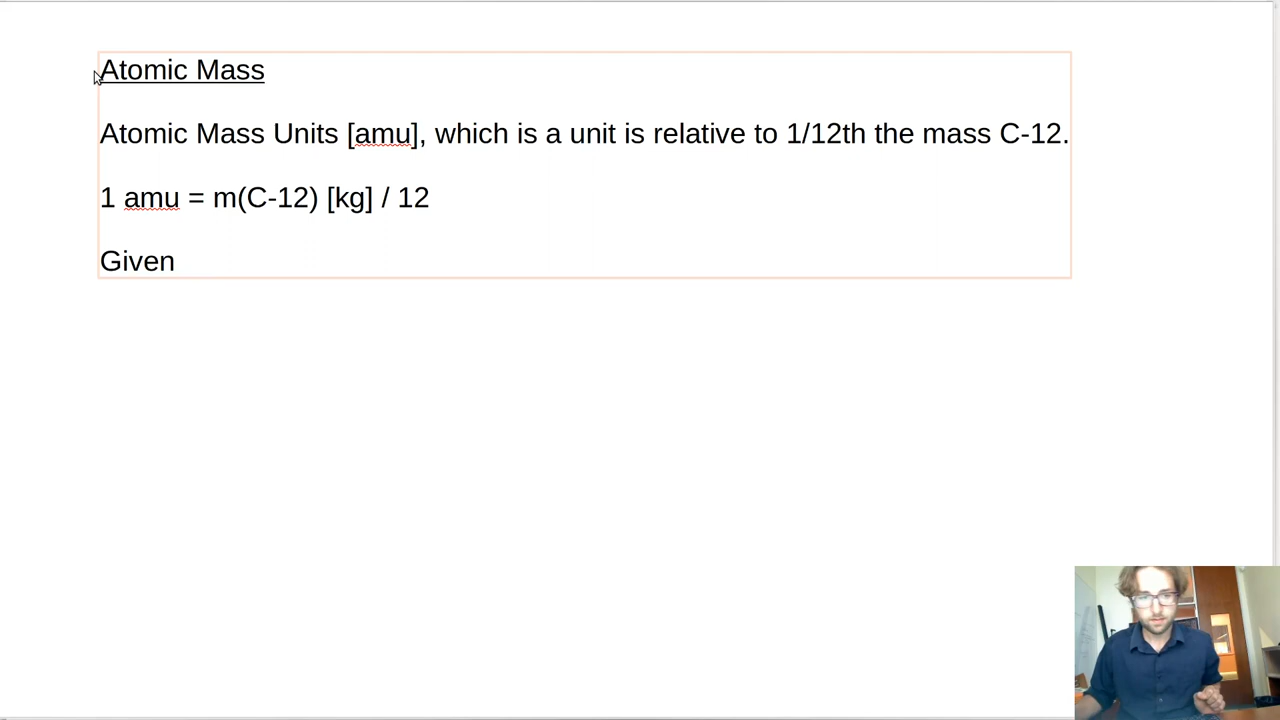 Atomic Mass
Atomic Mass Units [amu], which is a unit is relative to 1/12th the mass C-12.
1 amu = m(C-12) [kg] / 12
Given